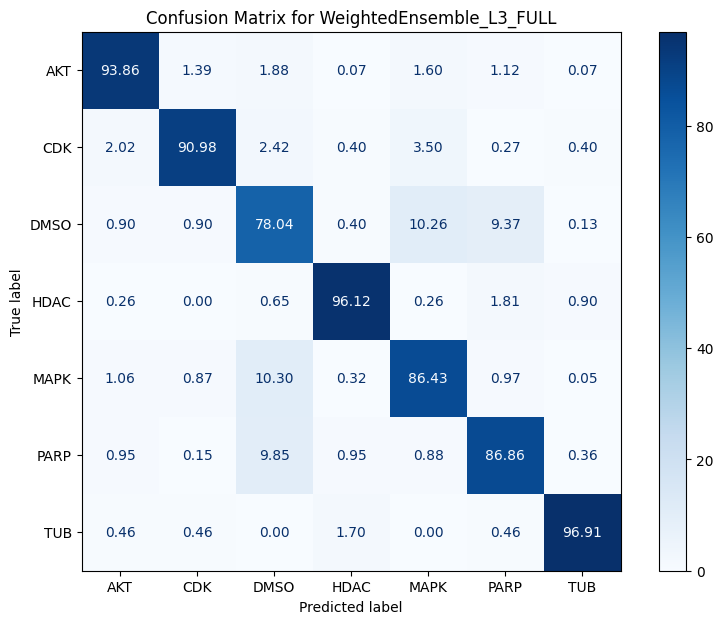 Confusion Matrix for WeightedEnsemble_L3_FULL
AKT 93.86 1.39 1.88 0.07 1.60 1.12 0.07
CDK 2.02 90.98 2.42 0.40 3.50 0.27 0.40
DMSO 0.90 0.90 78.04 0.40 10.26 9.37 0.13
HDAC 0.26 0.00 0.65 96.12 0.26 1.81 0.90
MAPK 1.06 0.87 10.30 0.32 86.43 0.97 0.05
PARP 0.95 0.15 9.85 0.95 0.88 86.86 0.36
TUB 0.46 0.46 0.00 1.70 0.00 0.46 96.91
AKT CDK DMSO HDAC MAPK PARP TUB
Predicted label
True label
80
60
40
20
0